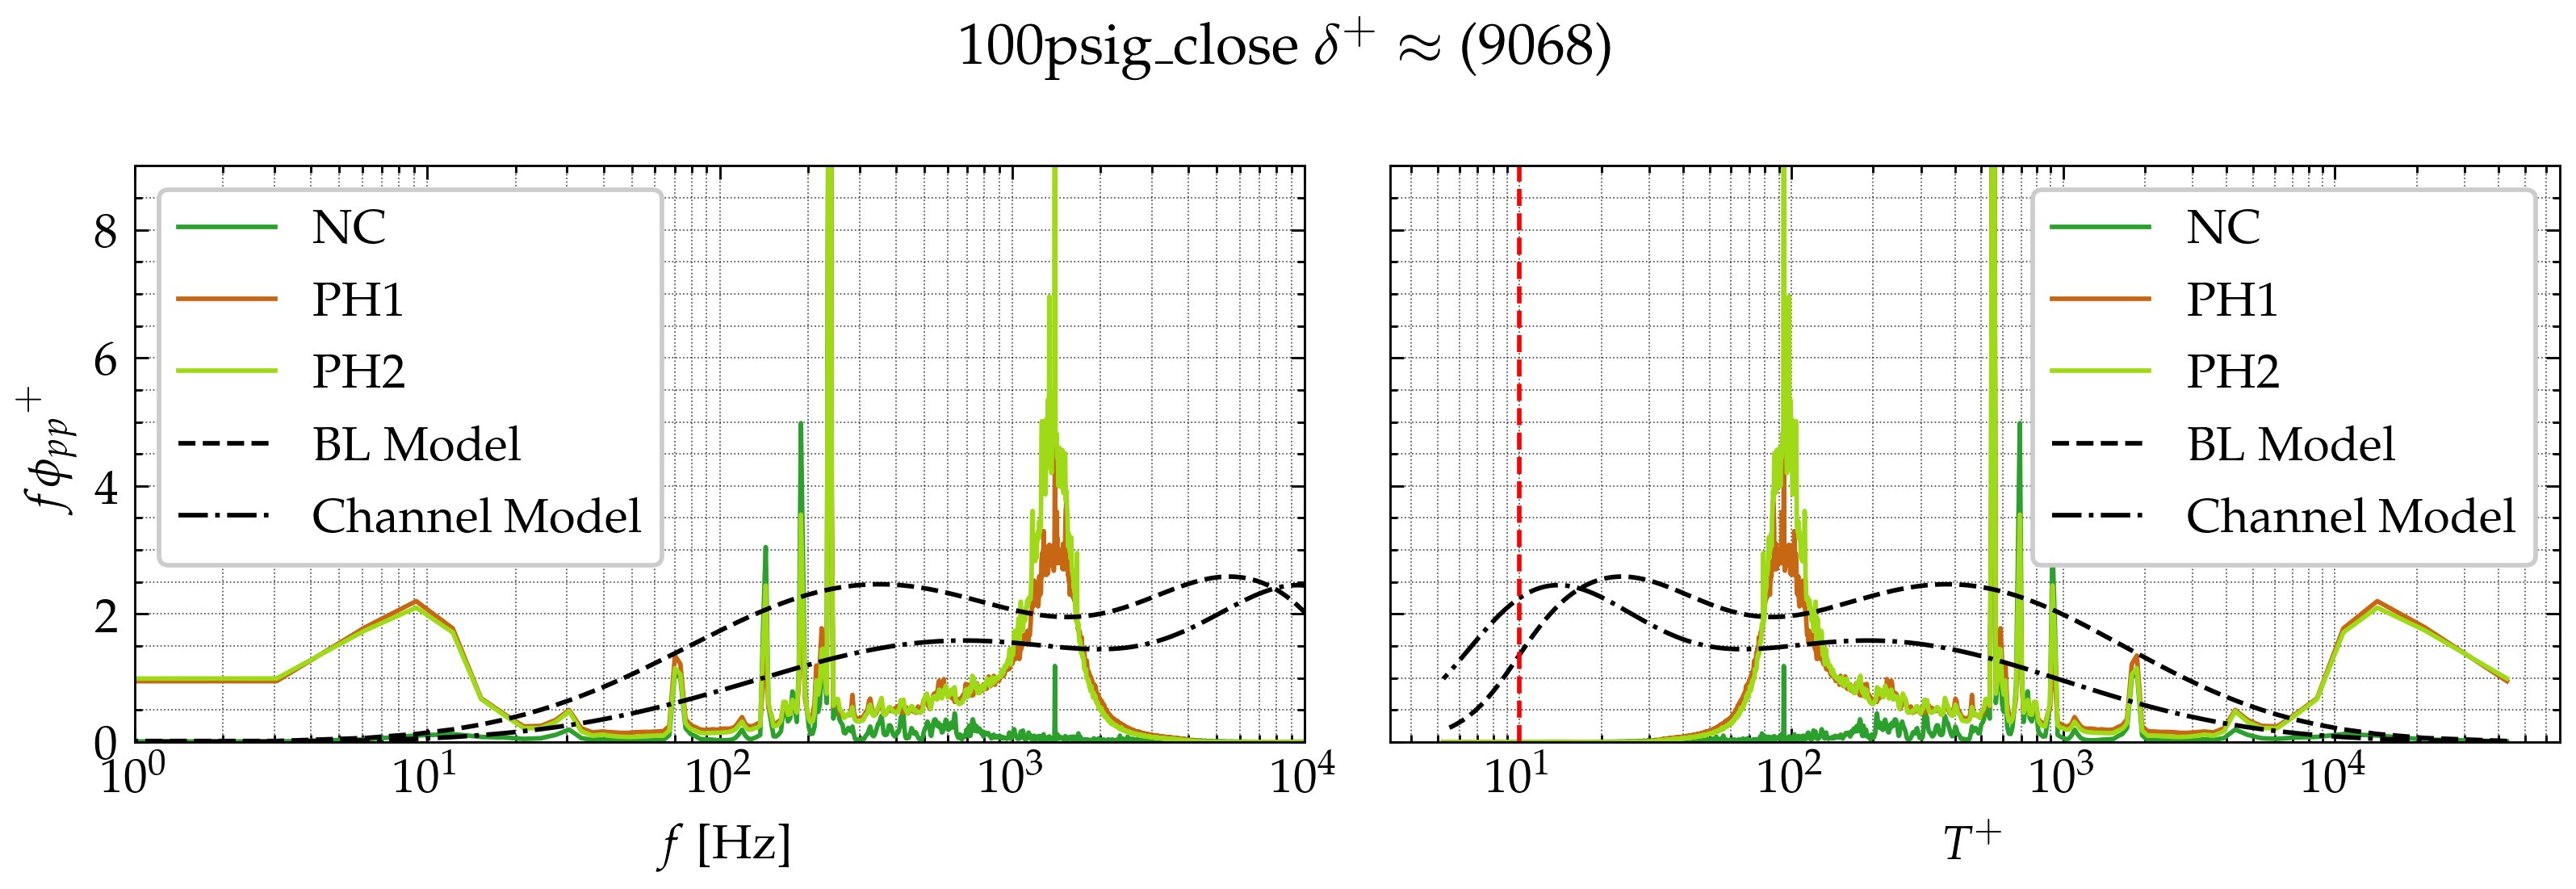 100psig_close δ⁺ ≈ (9068)
fϕₚₚ⁺
8
6
4
2
0
NC
PH1
PH2
BL Model
Channel Model
10⁰ 10¹ 10² 10³ 10⁴
f [Hz]
NC
PH1
PH2
BL Model
Channel Model
10¹ 10² 10³ 10⁴
T⁺